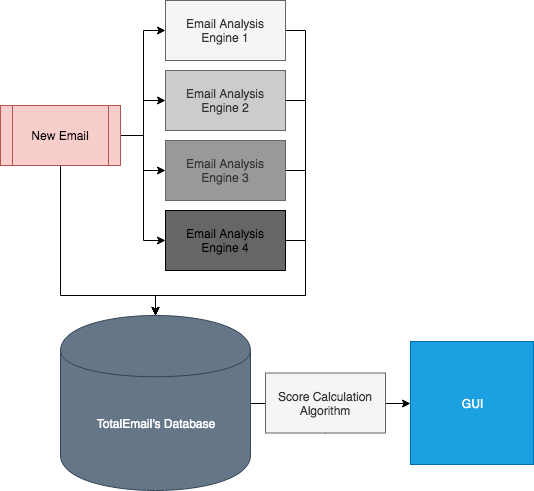 Email Analysis
Engine 1
Email Analysis
Engine 2
New Email
Email Analysis
Engine 3
Email Analysis
Engine 4
TotalEmail's Database
Score Calculation
Algorithm
GUI